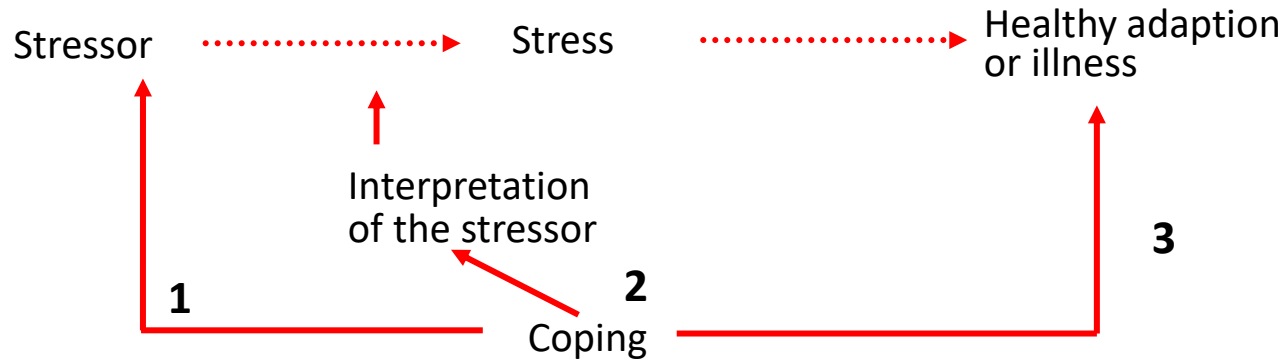 Stressor
Stress
Healthy adaption
or illness
Interpretation
of the stressor
3
1
2
Coping